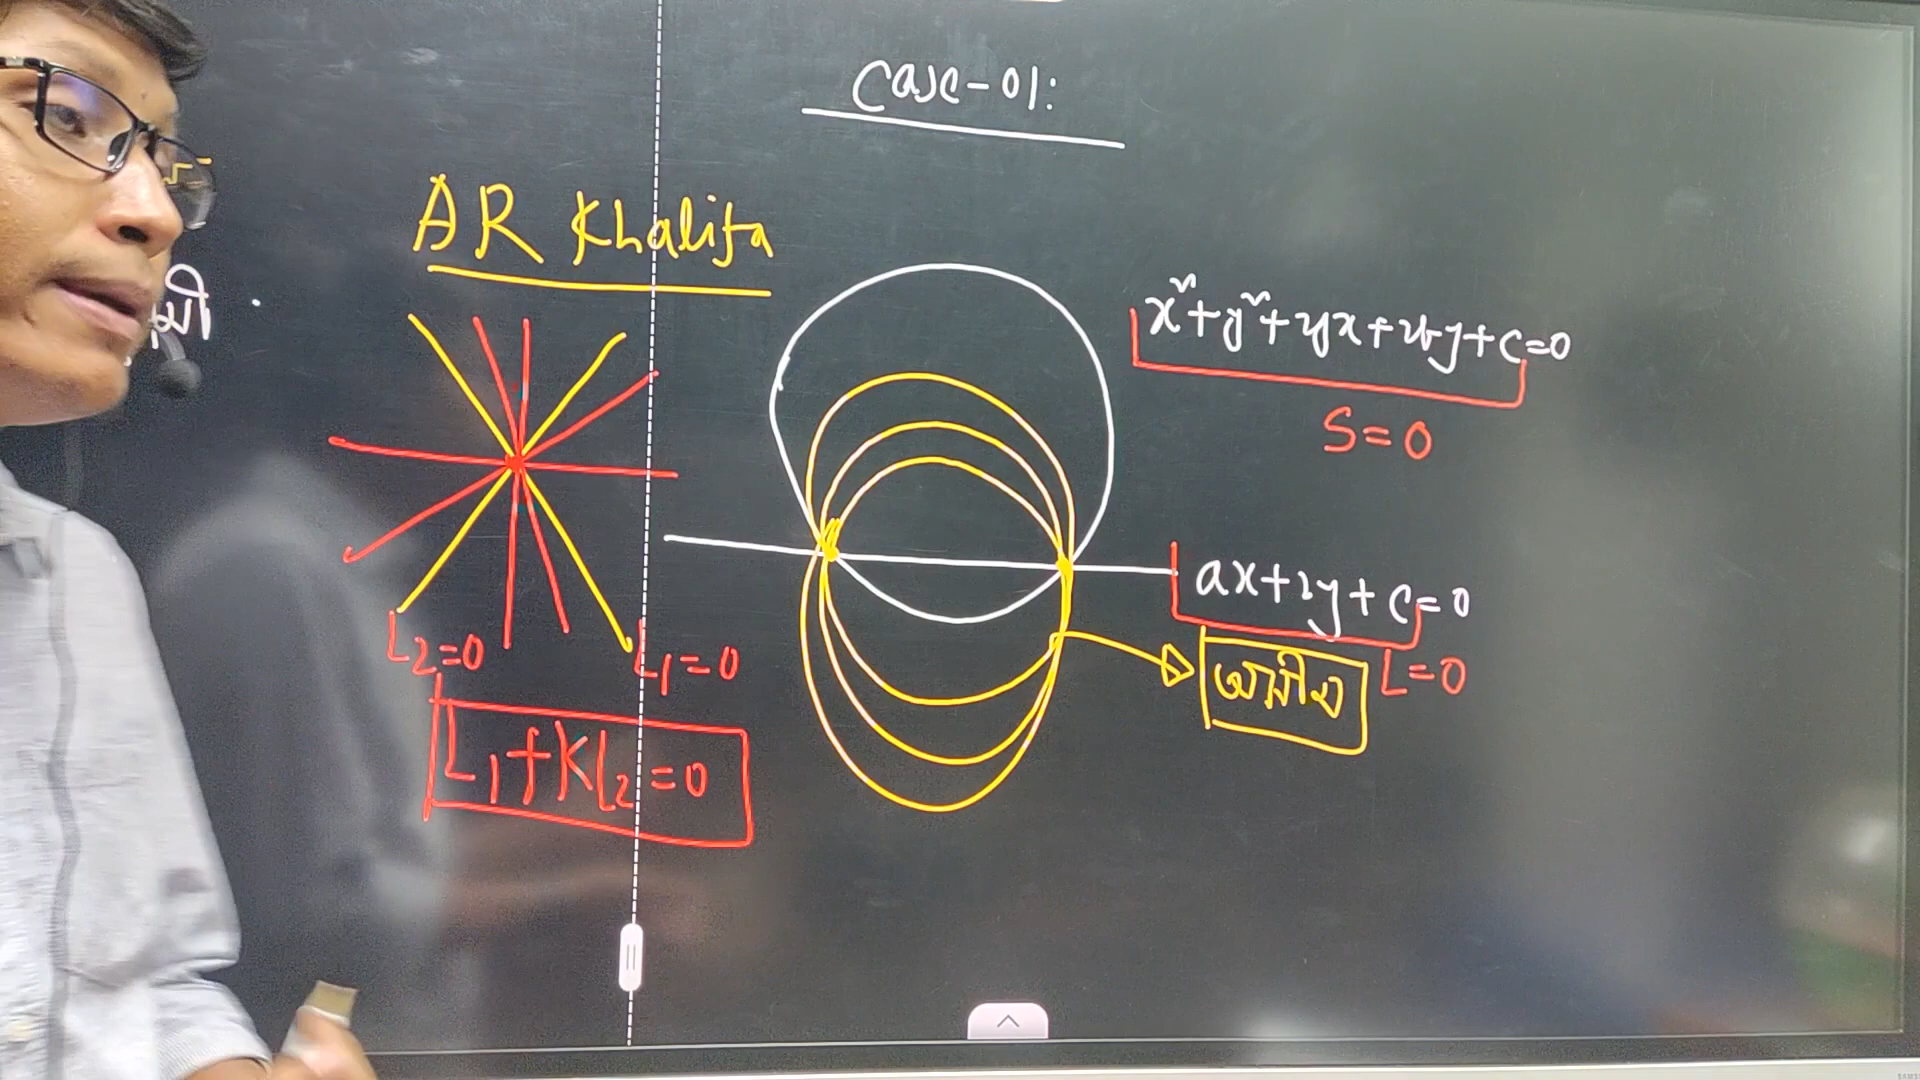 Case-01:
AR Khalifa
x²+y²+2gx+2fy+c=0
S=0
ax+by+c=0
L=0
অসীম
L₂=0
L₁=0
L₁+KL₂=0